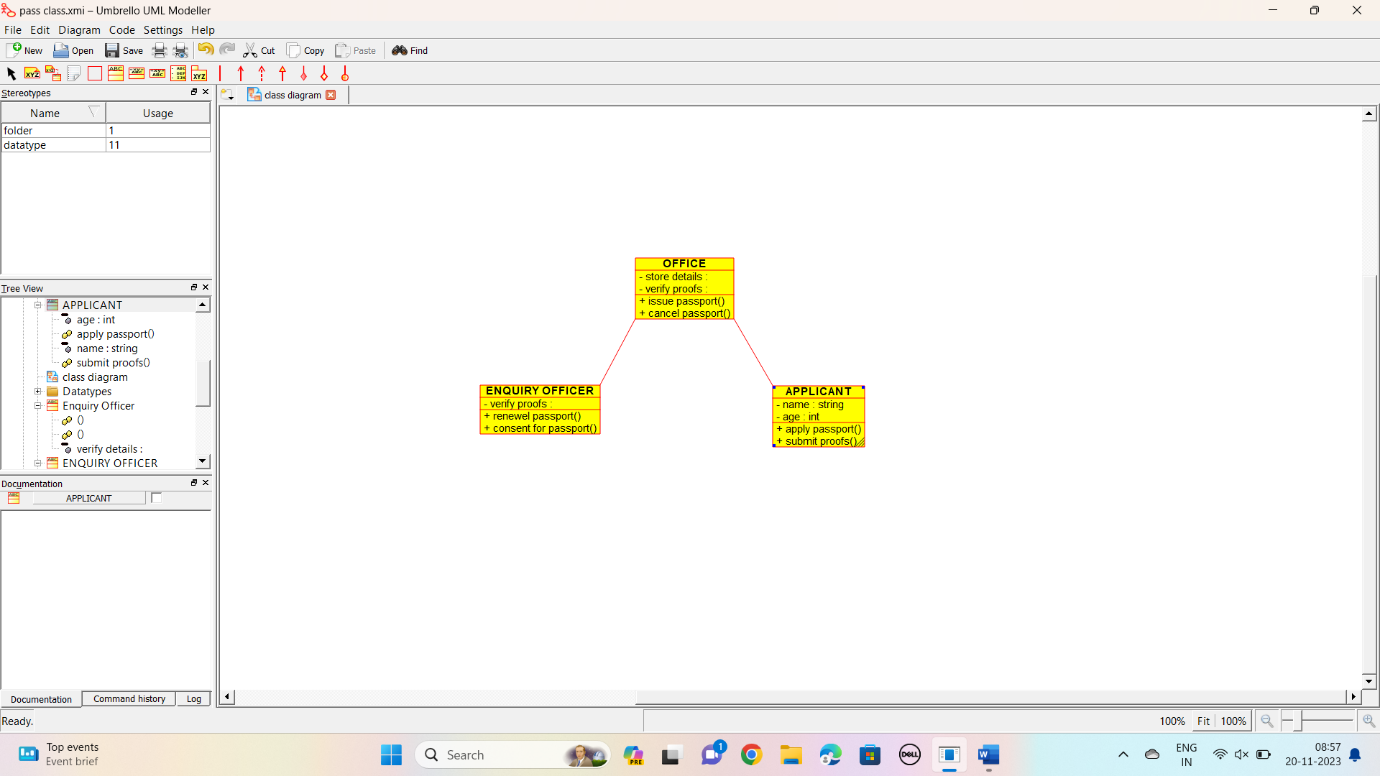 pass class.xmi – Umbrello UML Modeller
File Edit Diagram Code Settings Help
New Open Save Cut Copy Paste Find
Stereotypes
class diagram
Name Usage
folder 1
datatype 11
OFFICE
- store details :
- verify proofs :
+ issue passport()
+ cancel passport()
Tree View
APPLICANT
age : int
apply passport()
name : string
submit proofs()
class diagram
Datatypes
Enquiry Officer
()
()
verify details :
ENQUIRY OFFICER
ENQUIRY OFFICER
- verify proofs :
+ renewel passport()
+ consent for passport()
APPLICANT
- name : string
- age : int
+ apply passport()
+ submit proofs()
Documentation
APPLICANT
Documentation Command history Log
Ready.
100% Fit 100%
Top events
Event brief
Search
PRE
1
DELL
ENG
IN
08:57
20-11-2023